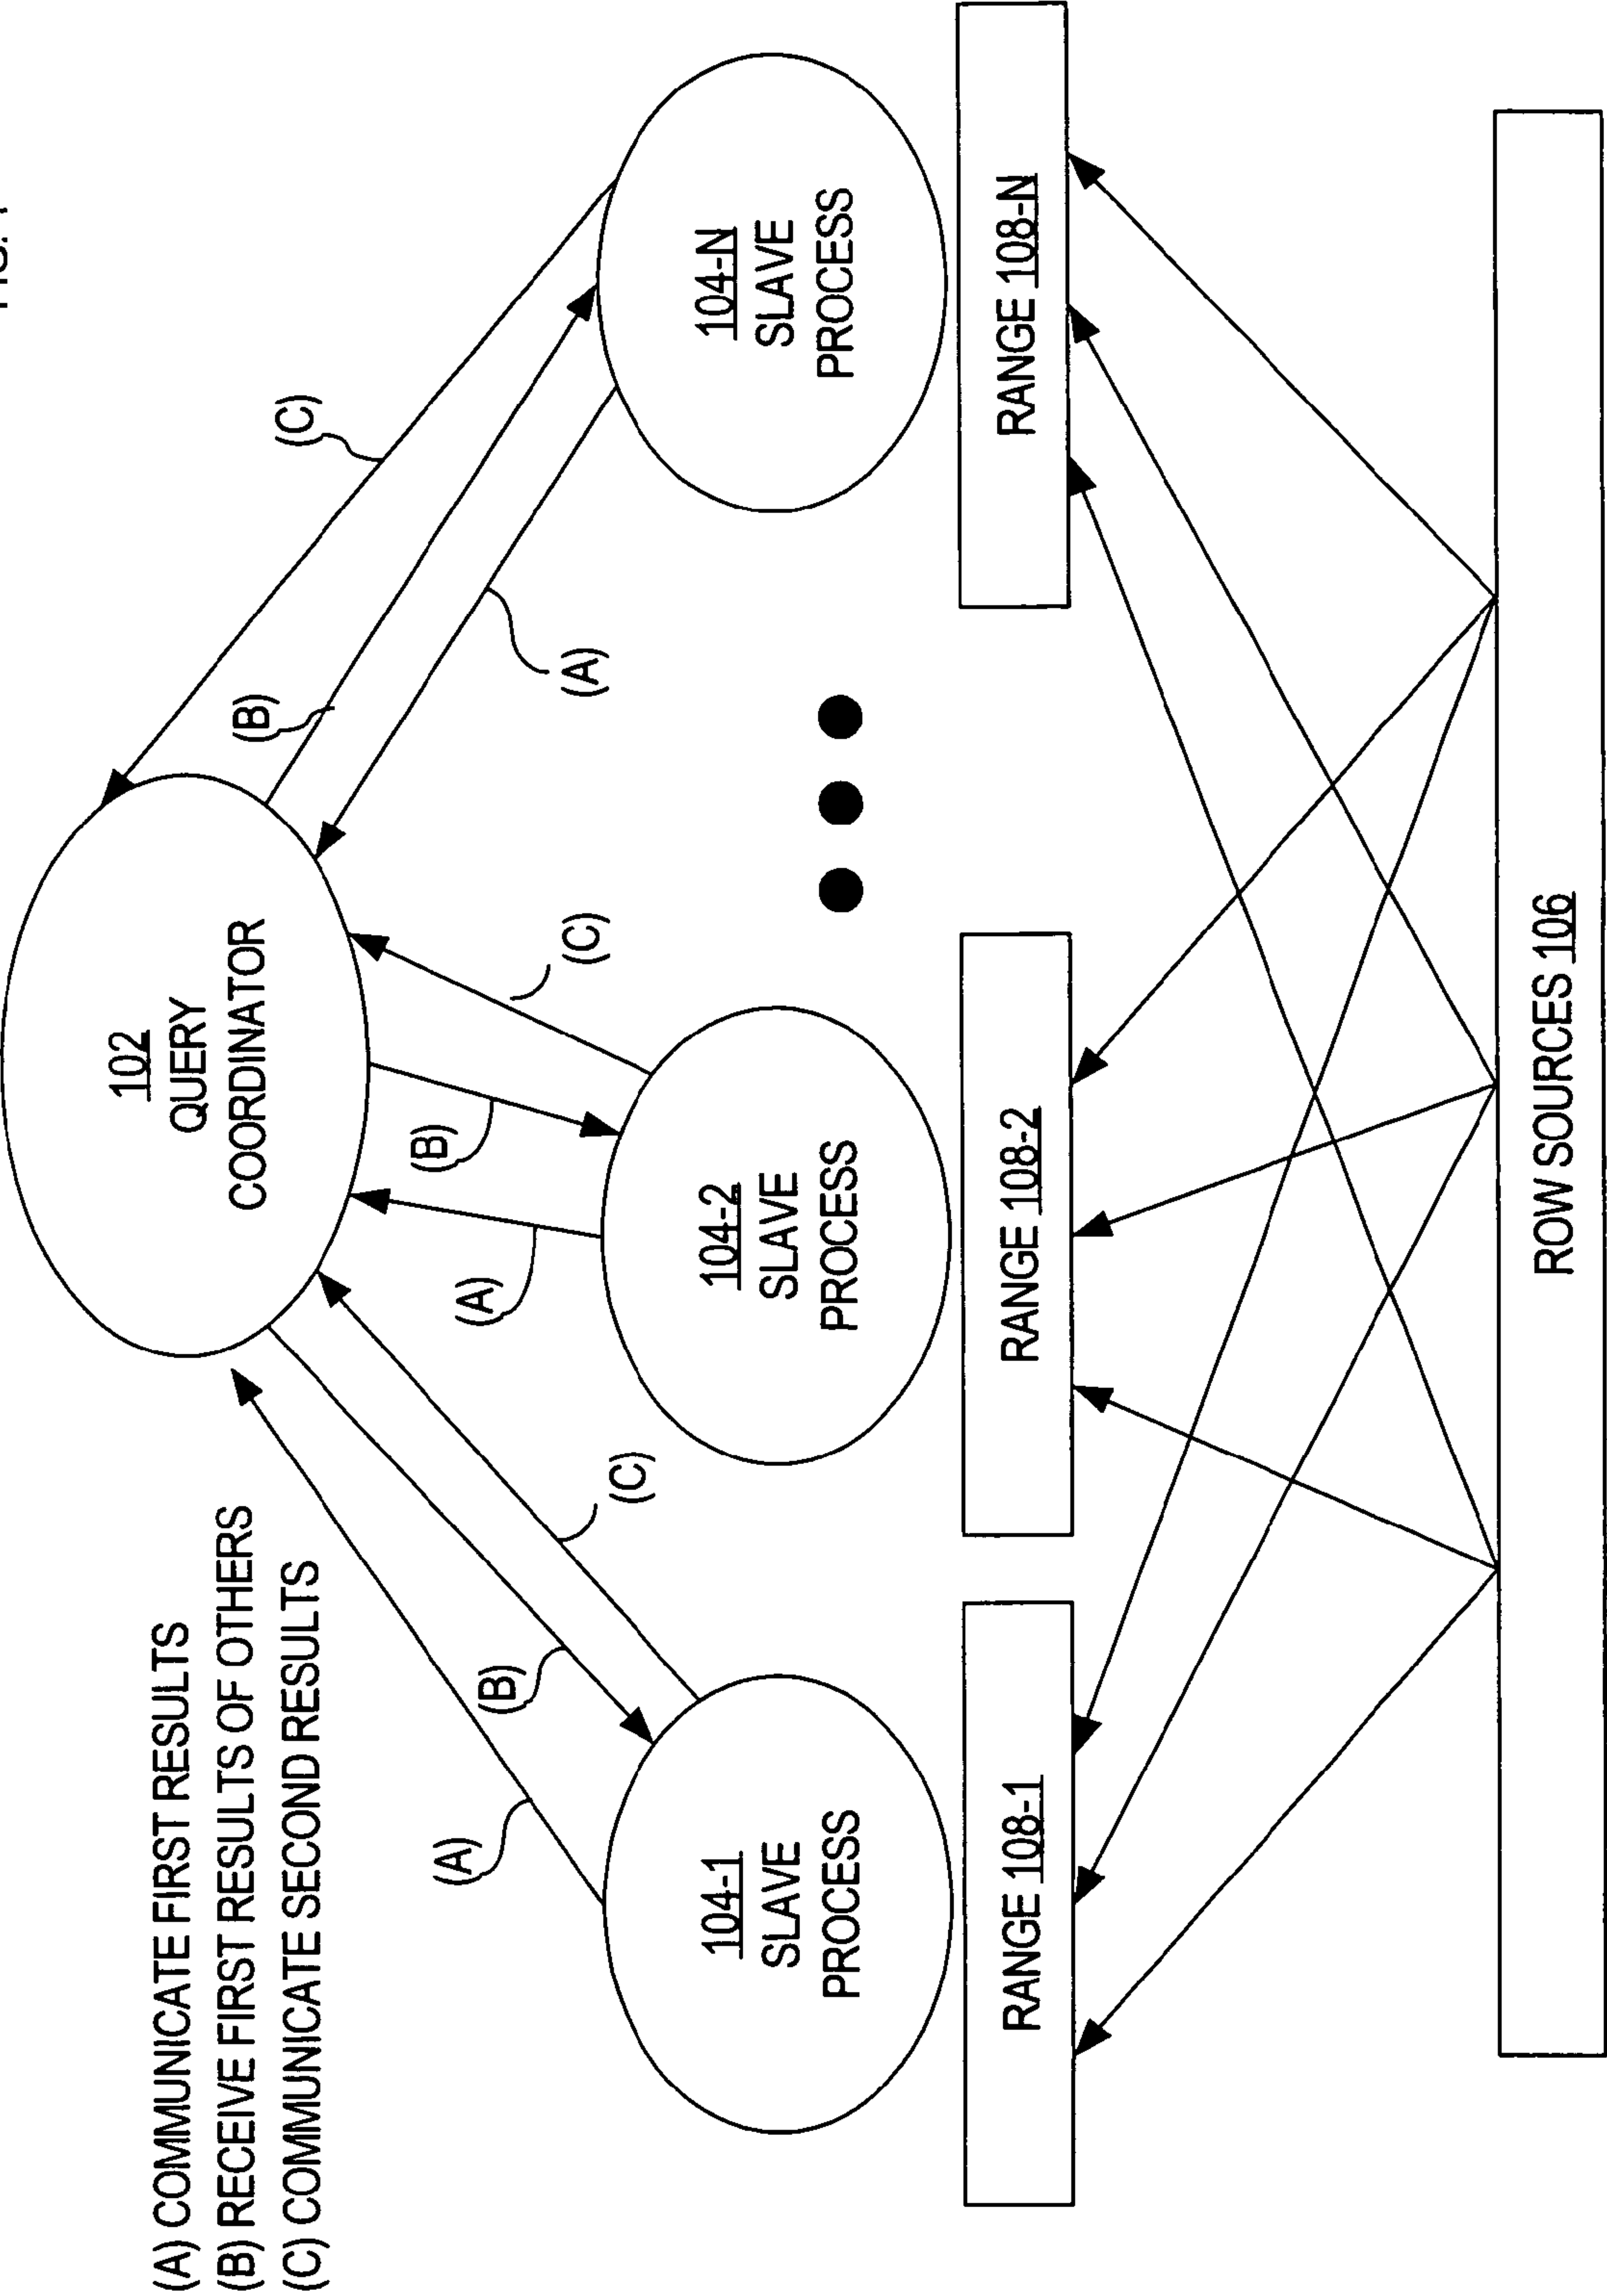 (A) COMMUNICATE FIRST RESULTS
(B) RECEIVE FIRST RESULTS OF OTHERS
(C) COMMUNICATE SECOND RESULTS
102
QUERY
COORDINATOR
(A)
(B)
(C)
(A)
(B)
(C)
(A)
(B)
(C)
104-1
SLAVE
PROCESS
104-2
SLAVE
PROCESS
104-N
SLAVE
PROCESS
RANGE 108-1
RANGE 108-2
RANGE 108-N
ROW SOURCES 106